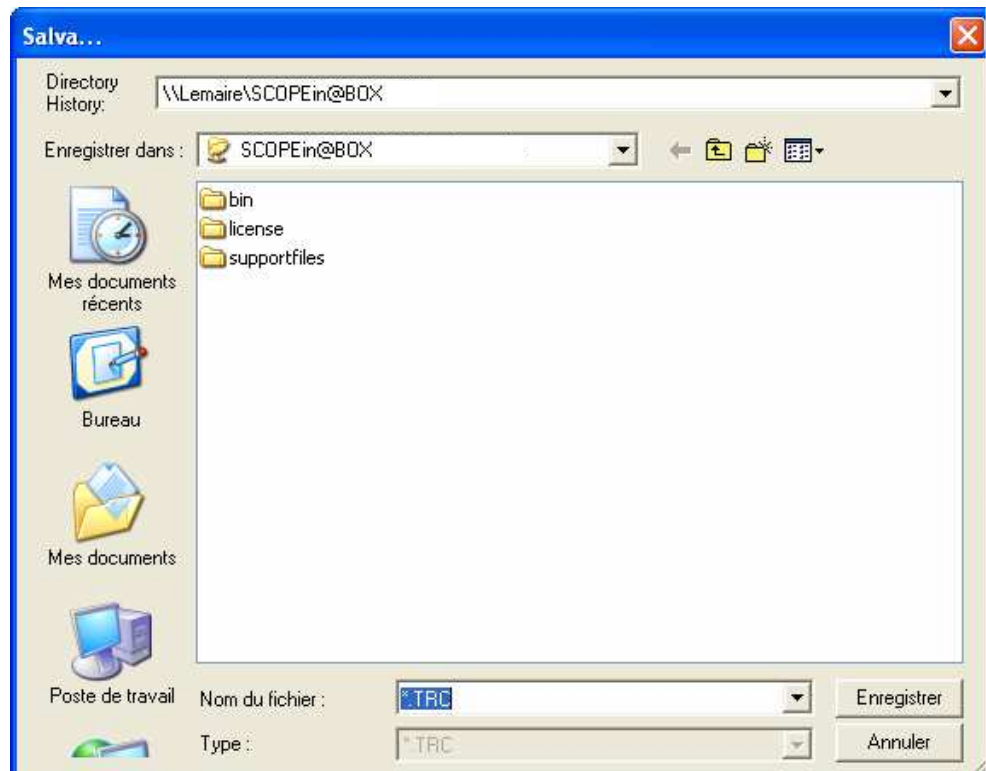 Salva...
Directory
History:
\\Lemaire\SCOPEin@BOX
Enregistrer dans :
SCOPEin@BOX
bin
license
supportfiles
Mes documents
récents
Bureau
Mes documents
Poste de travail
Nom du fichier :
*.TRC
Enregistrer
Type :
*.TRC
Annuler